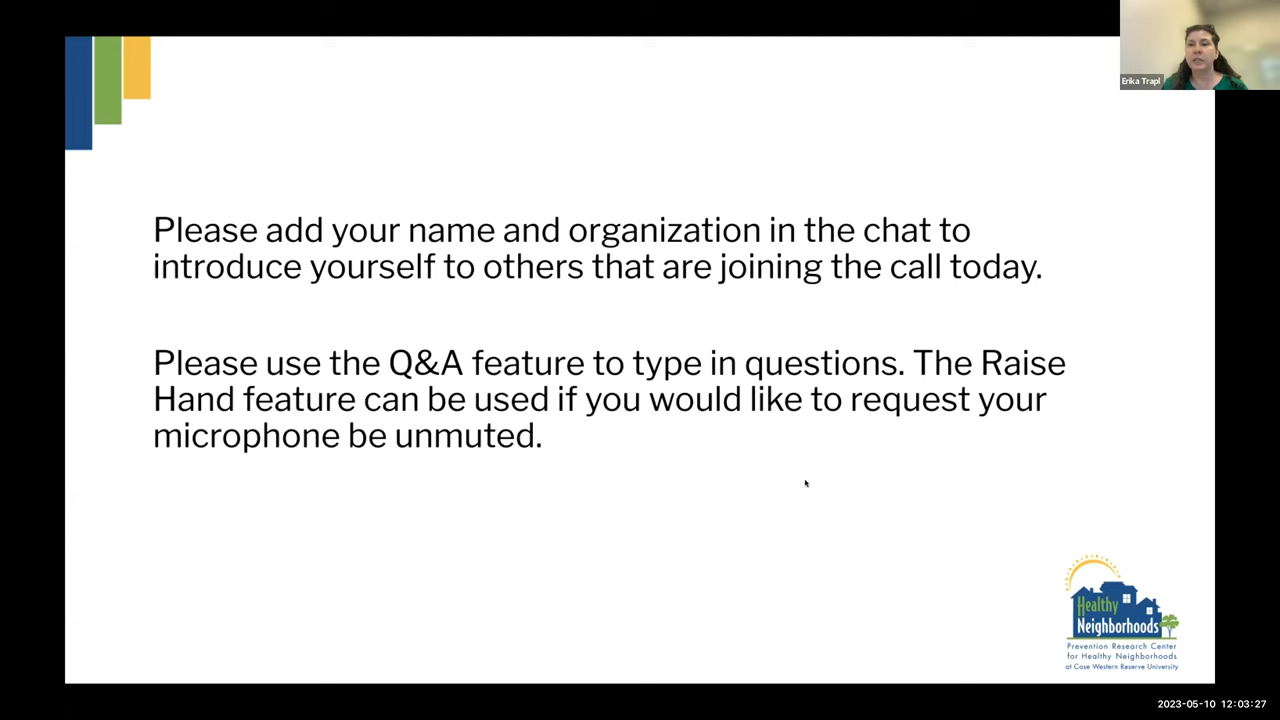 Erika Trapl
Please add your name and organization in the chat to
introduce yourself to others that are joining the call today.
Please use the Q&A feature to type in questions. The Raise
Hand feature can be used if you would like to request your
microphone be unmuted.
Healthy
Neighborhoods
Prevention Research Center
for Healthy Neighborhoods
at Case Western Reserve University
2023-05-10 12:03:27